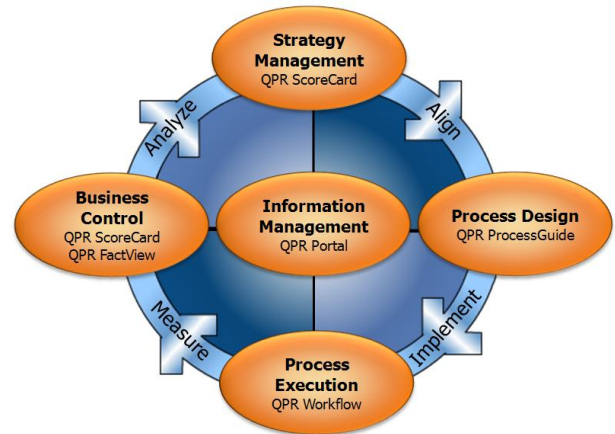 Strategy
Management
QPR ScoreCard
Analyze
Align
Business
Control
QPR ScoreCard
QPR FactView
Information
Management
QPR Portal
Process Design
QPR ProcessGuide
Measure
Implement
Process
Execution
QPR Workflow